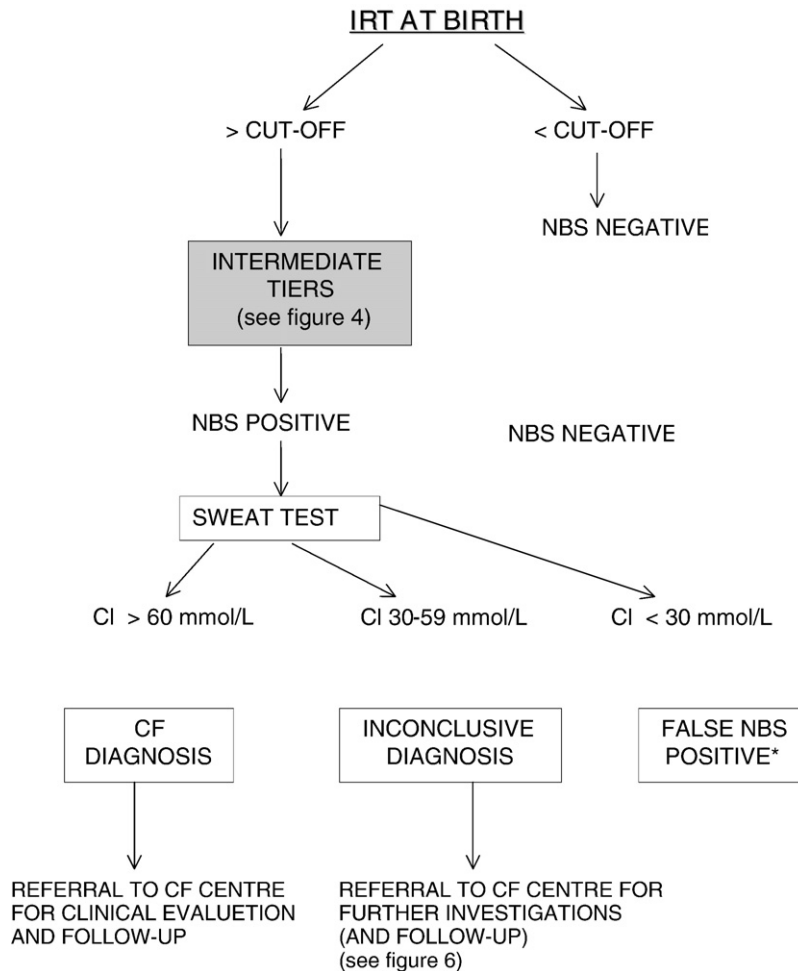 IRT AT BIRTH
> CUT-OFF
< CUT-OFF
NBS NEGATIVE
INTERMEDIATE
TIERS
(see figure 4)
NBS POSITIVE
NBS NEGATIVE
SWEAT TEST
Cl > 60 mmol/L
Cl 30-59 mmol/L
Cl < 30 mmol/L
CF
DIAGNOSIS
INCONCLUSIVE
DIAGNOSIS
FALSE NBS
POSITIVE*
REFERRAL TO CF CENTRE
FOR CLINICAL EVALUETION
AND FOLLOW-UP
REFERRAL TO CF CENTRE FOR
FURTHER INVESTIGATIONS
(AND FOLLOW-UP)
(see figure 6)